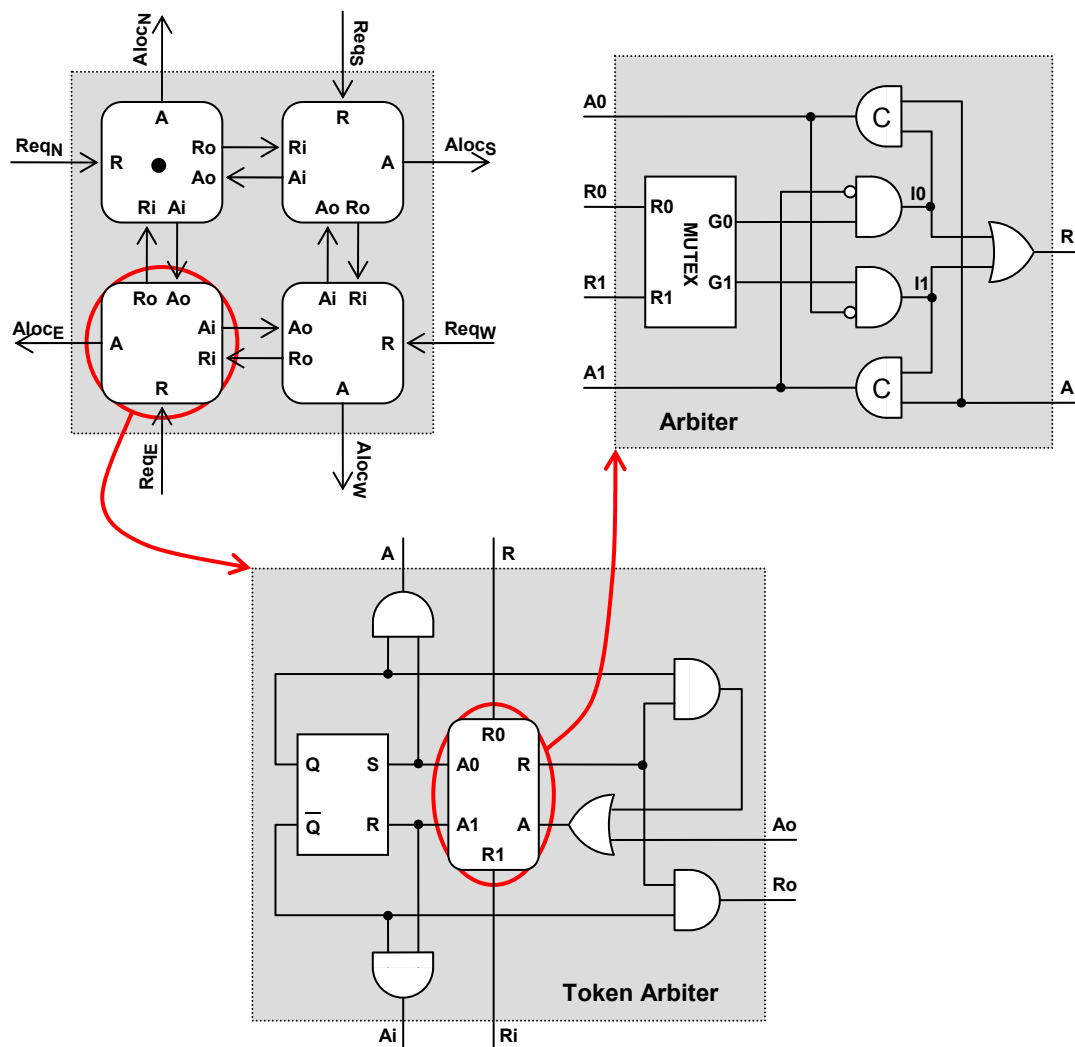 AlocN
ReqS
A
R
ReqN
R
Ro
Ri
A
AlocS
Ao
Ai
Ri Ai
Ao Ro
Ro Ao
Ai Ri
AlocE
A
Ai
Ao
R
ReqW
Ri
Ro
R
A
ReqE
AlocW
A0
C
R0
R0
I0
MUTEX
G0
R
R1
R1
G1
I1
A1
C
A
Arbiter
A
R
R0
Q
S
A0
R
Q
R
A1
A
R1
Ao
Ro
Token Arbiter
Ai
Ri